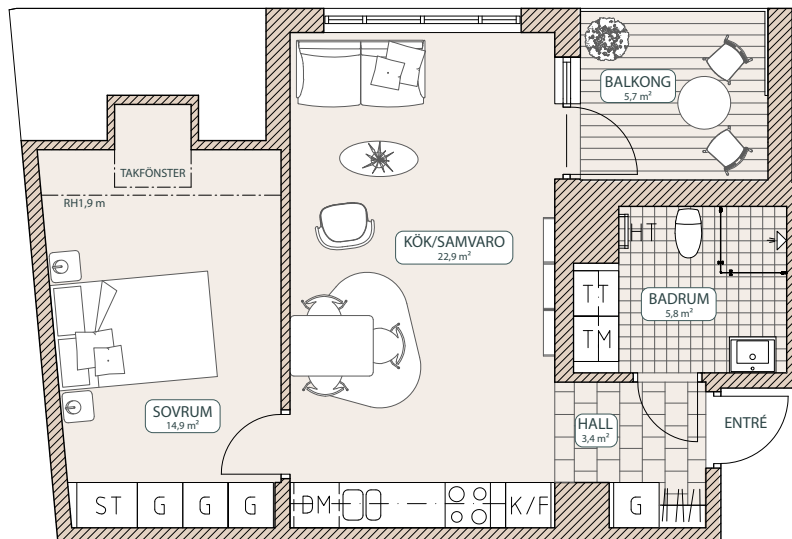 BALKONG
5,7 m²
TAKFÖNSTER
RH1,9 m
KÖK/SAMVARO
22,9 m²
HT
TT
TM
BADRUM
5,8 m²
SOVRUM
14,9 m²
HALL
3,4 m²
ENTRÉ
ST
G
G
G
DM
K/F
G